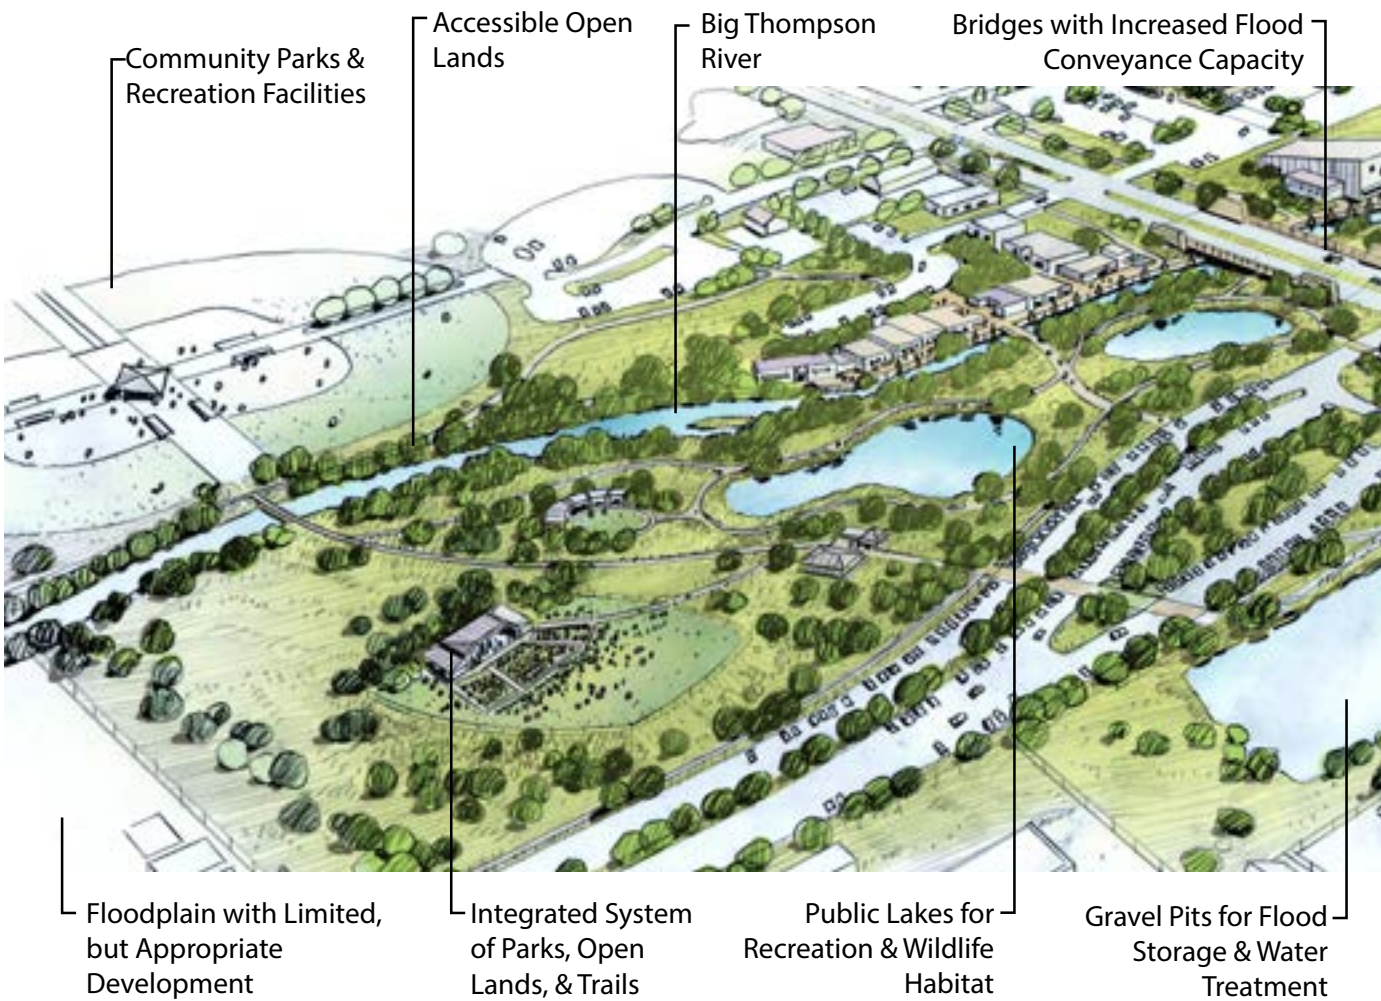 Community Parks &
Recreation Facilities
Accessible Open
Lands
Big Thompson
River
Bridges with Increased Flood
Conveyance Capacity
Floodplain with Limited,
but Appropriate
Development
Integrated System
of Parks, Open
Lands, & Trails
Public Lakes for
Recreation & Wildlife
Habitat
Gravel Pits for Flood
Storage & Water
Treatment